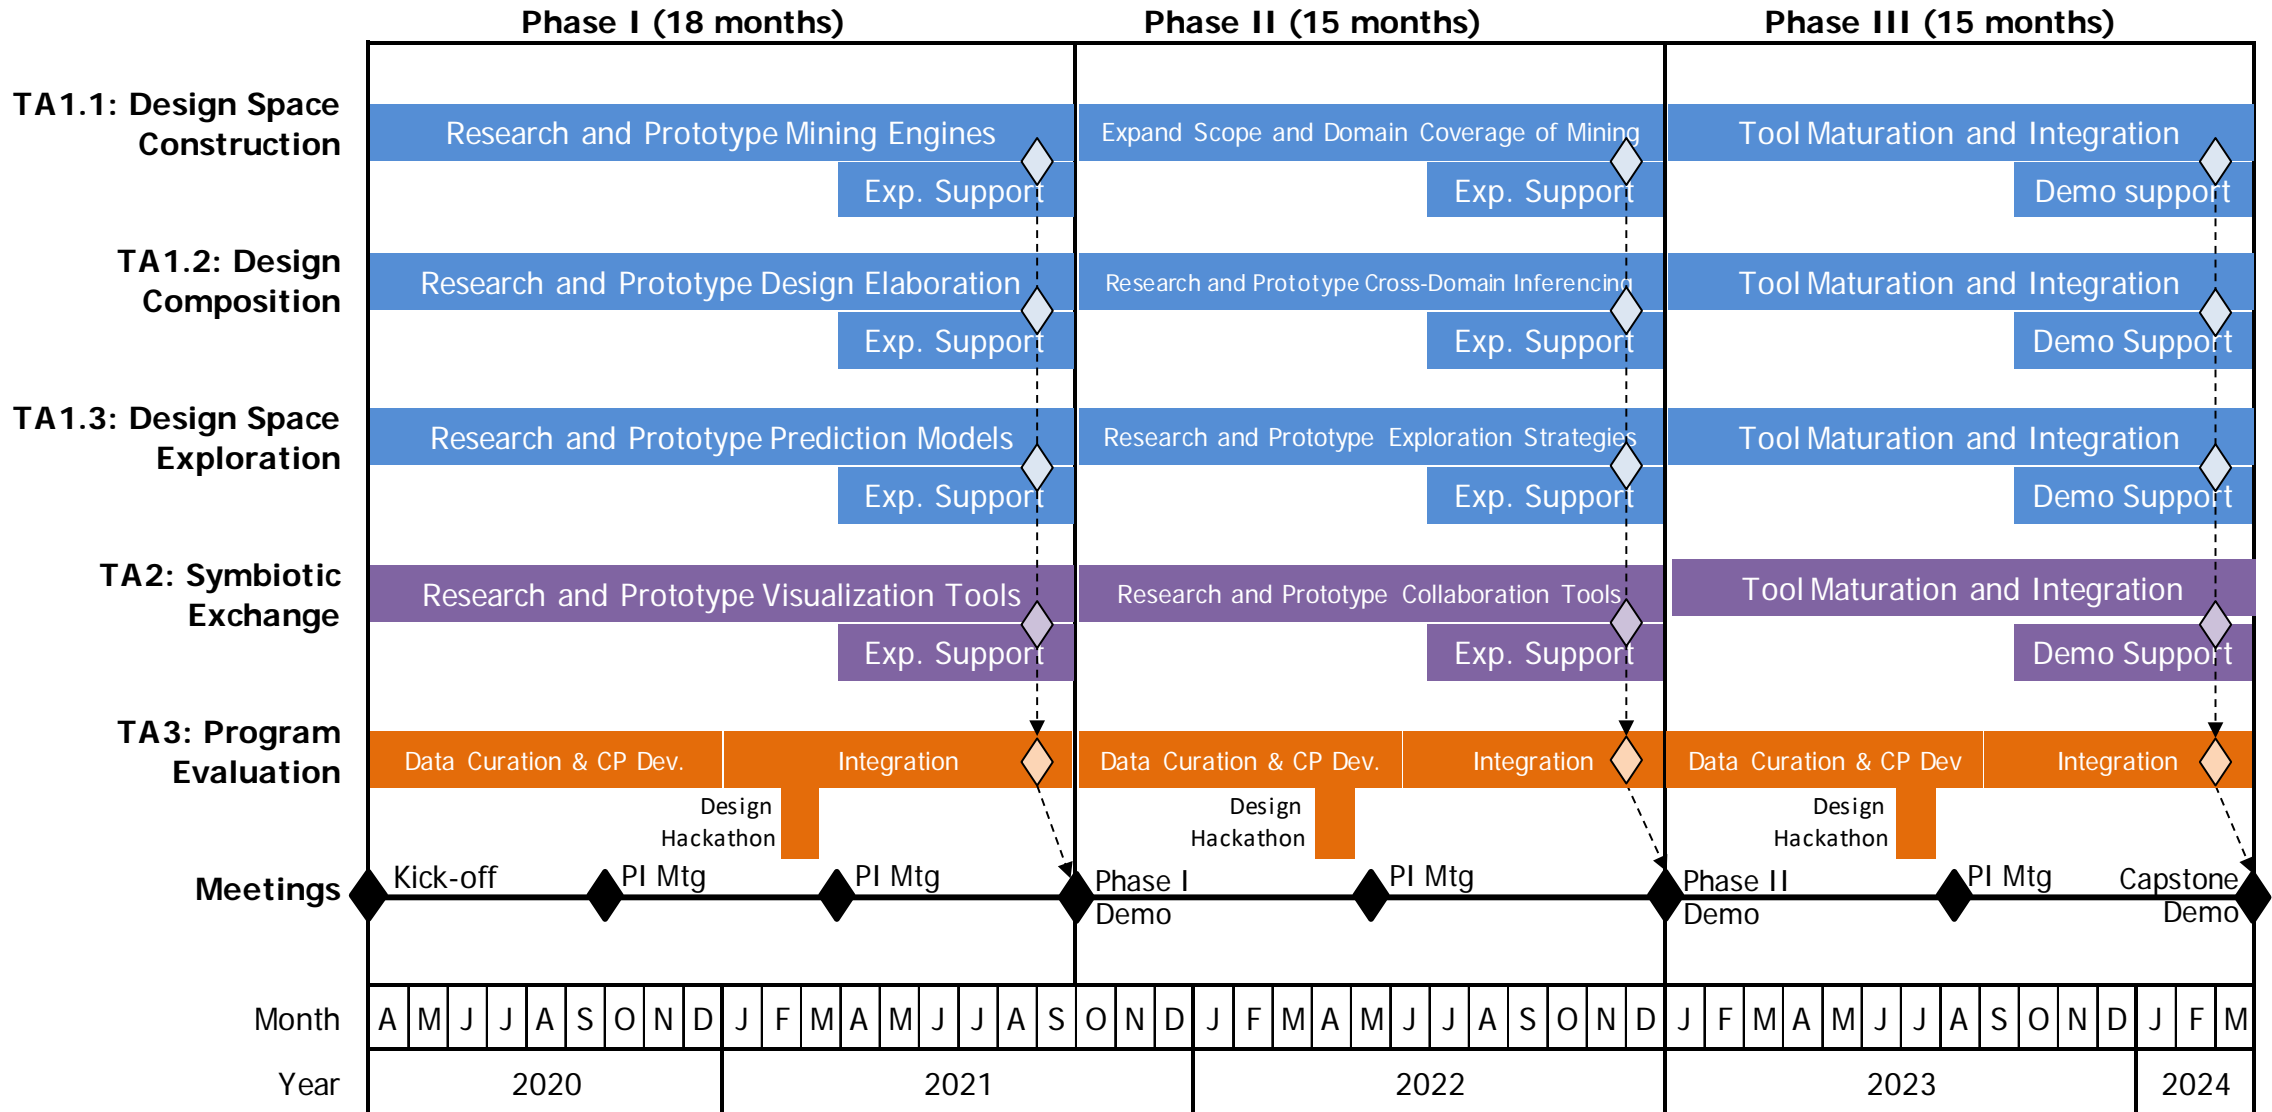 Phase I (18 months) Phase II (15 months) Phase III (15 months)
TA1.1: Design Space
Construction
Research and Prototype Mining Engines
Expand Scope and Domain Coverage of Mining
Tool Maturation and Integration
Exp. Support
Exp. Support
Demo support
TA1.2: Design
Composition
Research and Prototype Design Elaboration
Research and Prototype Cross-Domain Inferencing
Tool Maturation and Integration
Exp. Support
Exp. Support
Demo Support
TA1.3: Design Space
Exploration
Research and Prototype Prediction Models
Research and Prototype Exploration Strategies
Tool Maturation and Integration
Exp. Support
Exp. Support
Demo Support
TA2: Symbiotic
Exchange
Research and Prototype Visualization Tools
Research and Prototype Collaboration Tools
Tool Maturation and Integration
Exp. Support
Exp. Support
Demo Support
TA3: Program
Evaluation
Data Curation & CP Dev.
Integration
Data Curation & CP Dev.
Integration
Data Curation & CP Dev
Integration
Design
Hackathon
Design
Hackathon
Design
Hackathon
Meetings
Kick-off
PI Mtg
PI Mtg
Phase I
Demo
PI Mtg
Phase II
Demo
PI Mtg
Capstone
Demo
Month A M J J A S O N D J F M A M J J A S O N D J F M A M J J A S O N D J F M A M J J A S O N D J F M
Year 2020 2021 2022 2023 2024